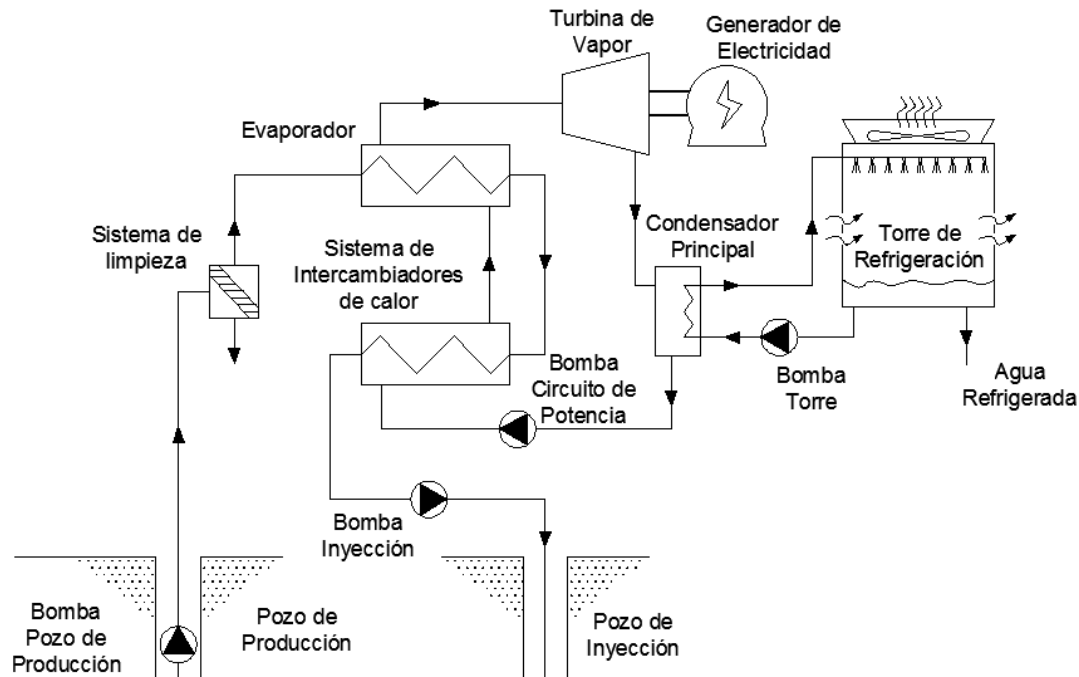 Turbina de
Vapor
Generador de
Electricidad
Evaporador
Sistema de
limpieza
Sistema de
Intercambiadores
de calor
Condensador
Principal
Torre de
Refrigeración
Bomba
Circuito de
Potencia
Bomba
Torre
Agua
Refrigerada
Bomba
Inyección
Bomba
Pozo de
Producción
Pozo de
Producción
Pozo de
Inyección